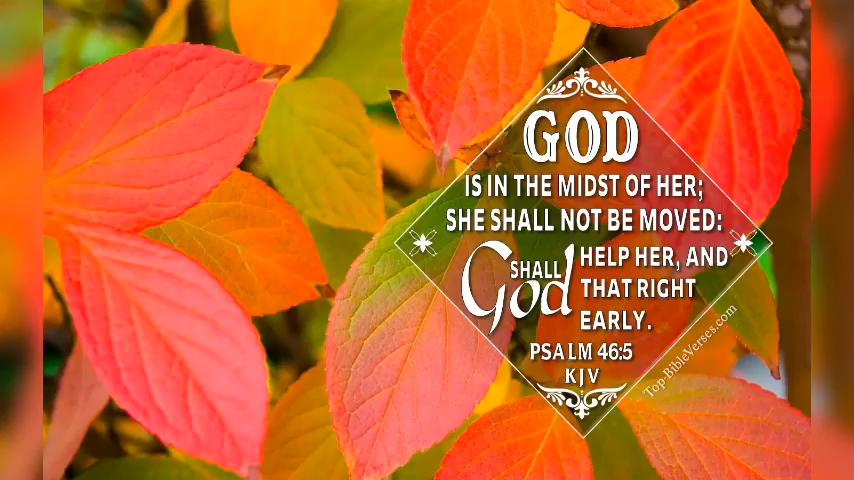 GOD
IS IN THE MIDST OF HER;
SHE SHALL NOT BE MOVED:
God SHALL HELP HER, AND
THAT RIGHT
EARLY.
PSALM 46:5
KJV
Top-BibleVerses.com